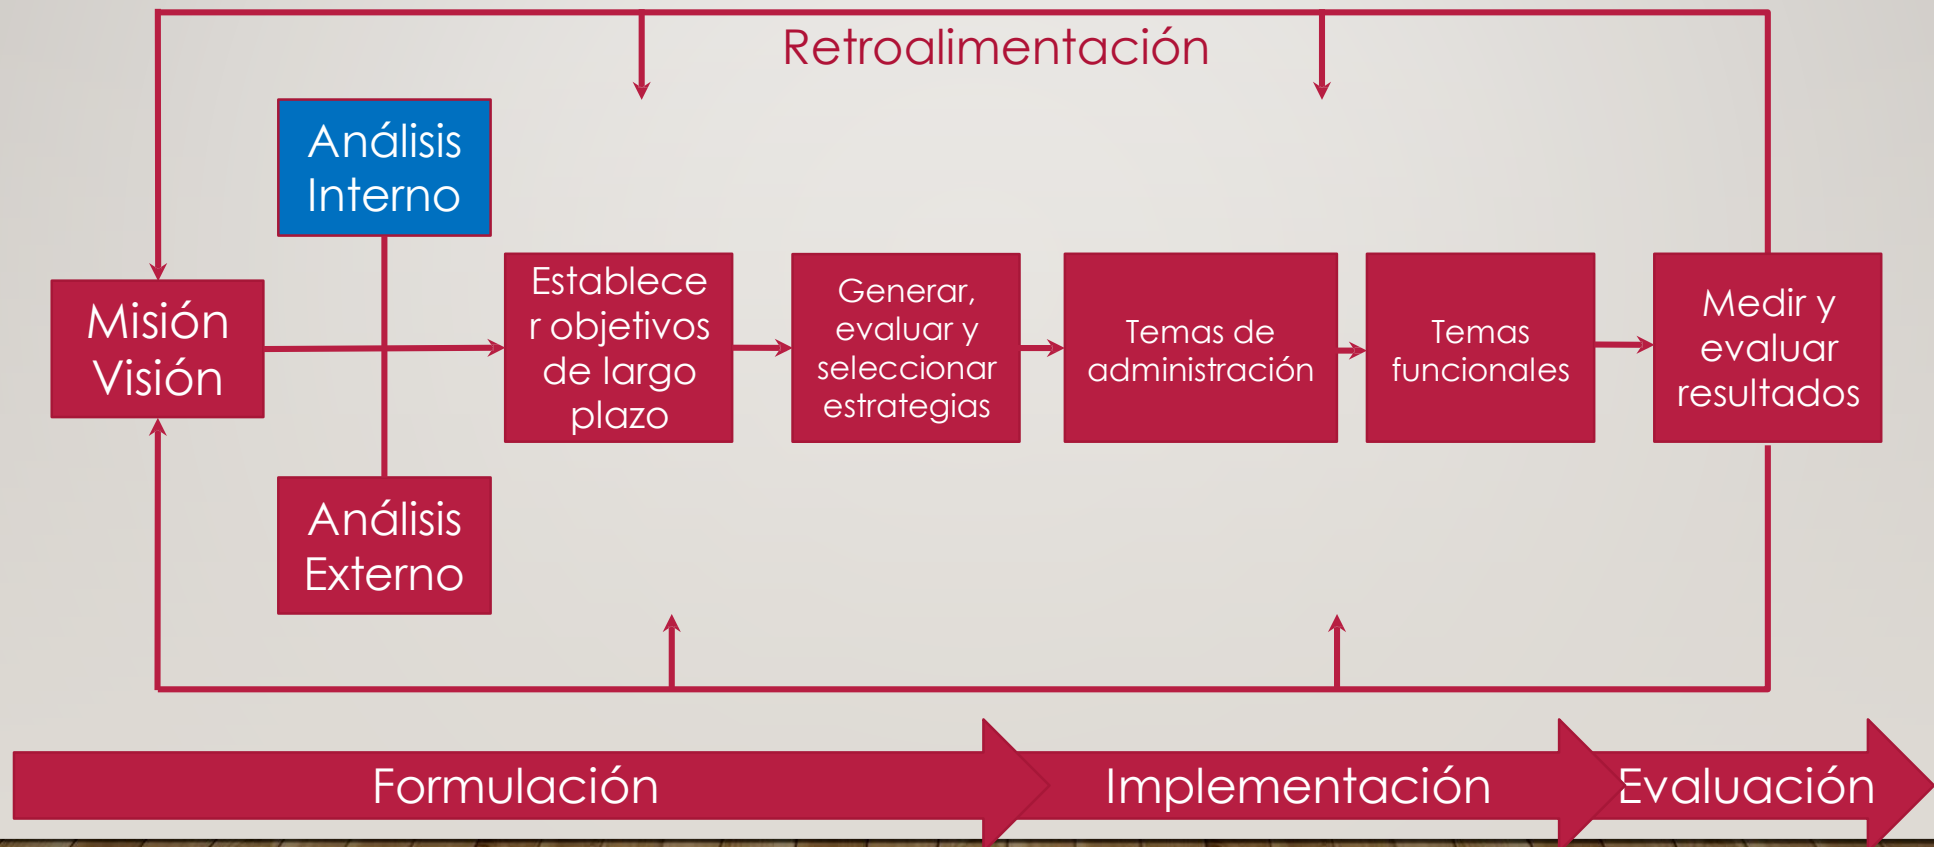 Retroalimentación
Análisis
Interno
Misión
Visión
Análisis
Externo
Establece
r objetivos
de largo
plazo
Generar,
evaluar y
seleccionar
estrategias
Temas de
administración
Temas
funcionales
Medir y
evaluar
resultados
Formulación
Implementación
Evaluación